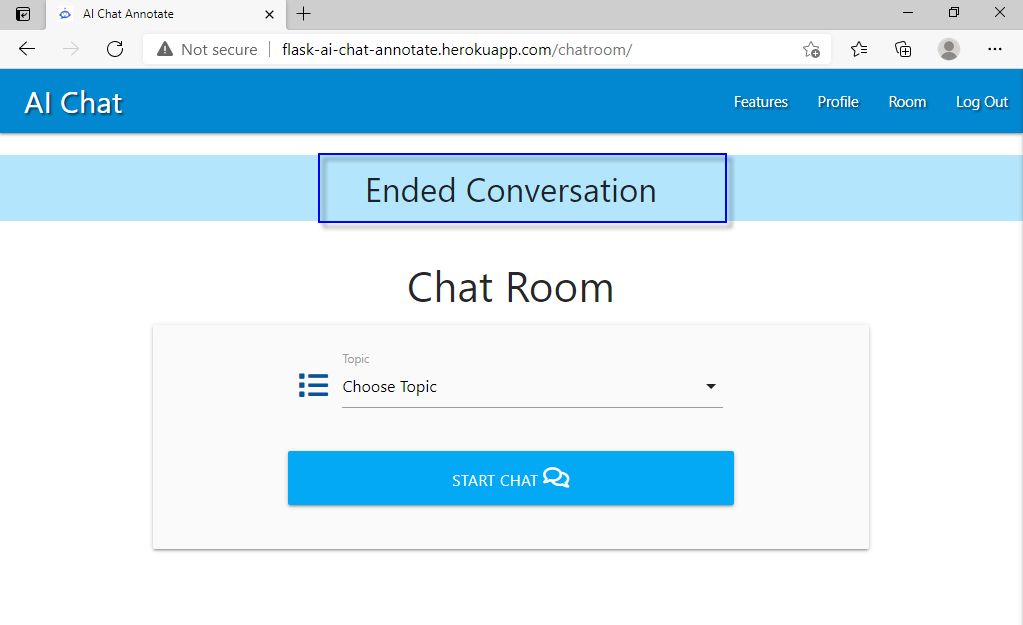 AI Chat Annotate
Not secure
flask-ai-chat-annotate.herokuapp.com/chatroom/
AI Chat
Features
Profile
Room
Log Out
Ended Conversation
Chat Room
Topic
Choose Topic
START CHAT